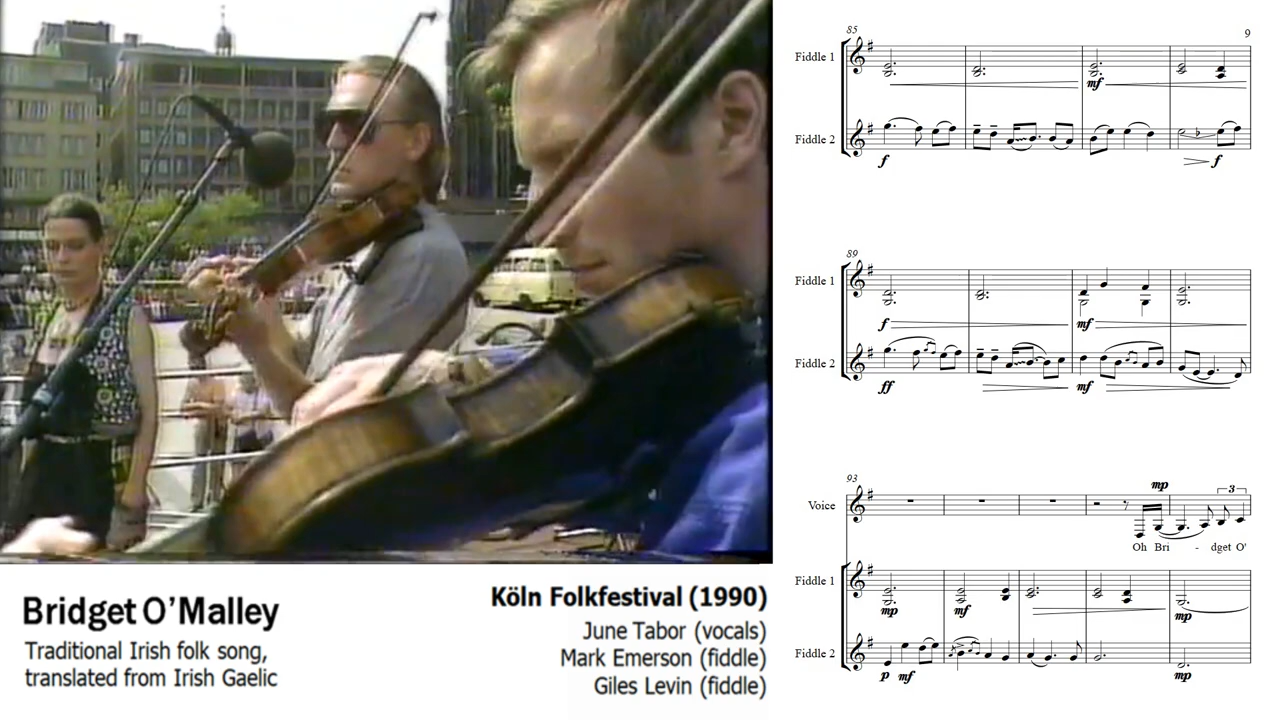 Bridget O’Malley
Traditional Irish folk song,
translated from Irish Gaelic
Köln Folkfestival (1990)
June Tabor (vocals)
Mark Emerson (fiddle)
Giles Levin (fiddle)
9
85
Fiddle 1
mf
Fiddle 2
f
f
89
Fiddle 1
f
mf
Fiddle 2
ff
mf
93
mp
3
Voice
Oh Bri - dget O'
Fiddle 1
mp
mf
mp
Fiddle 2
p
mf
mp